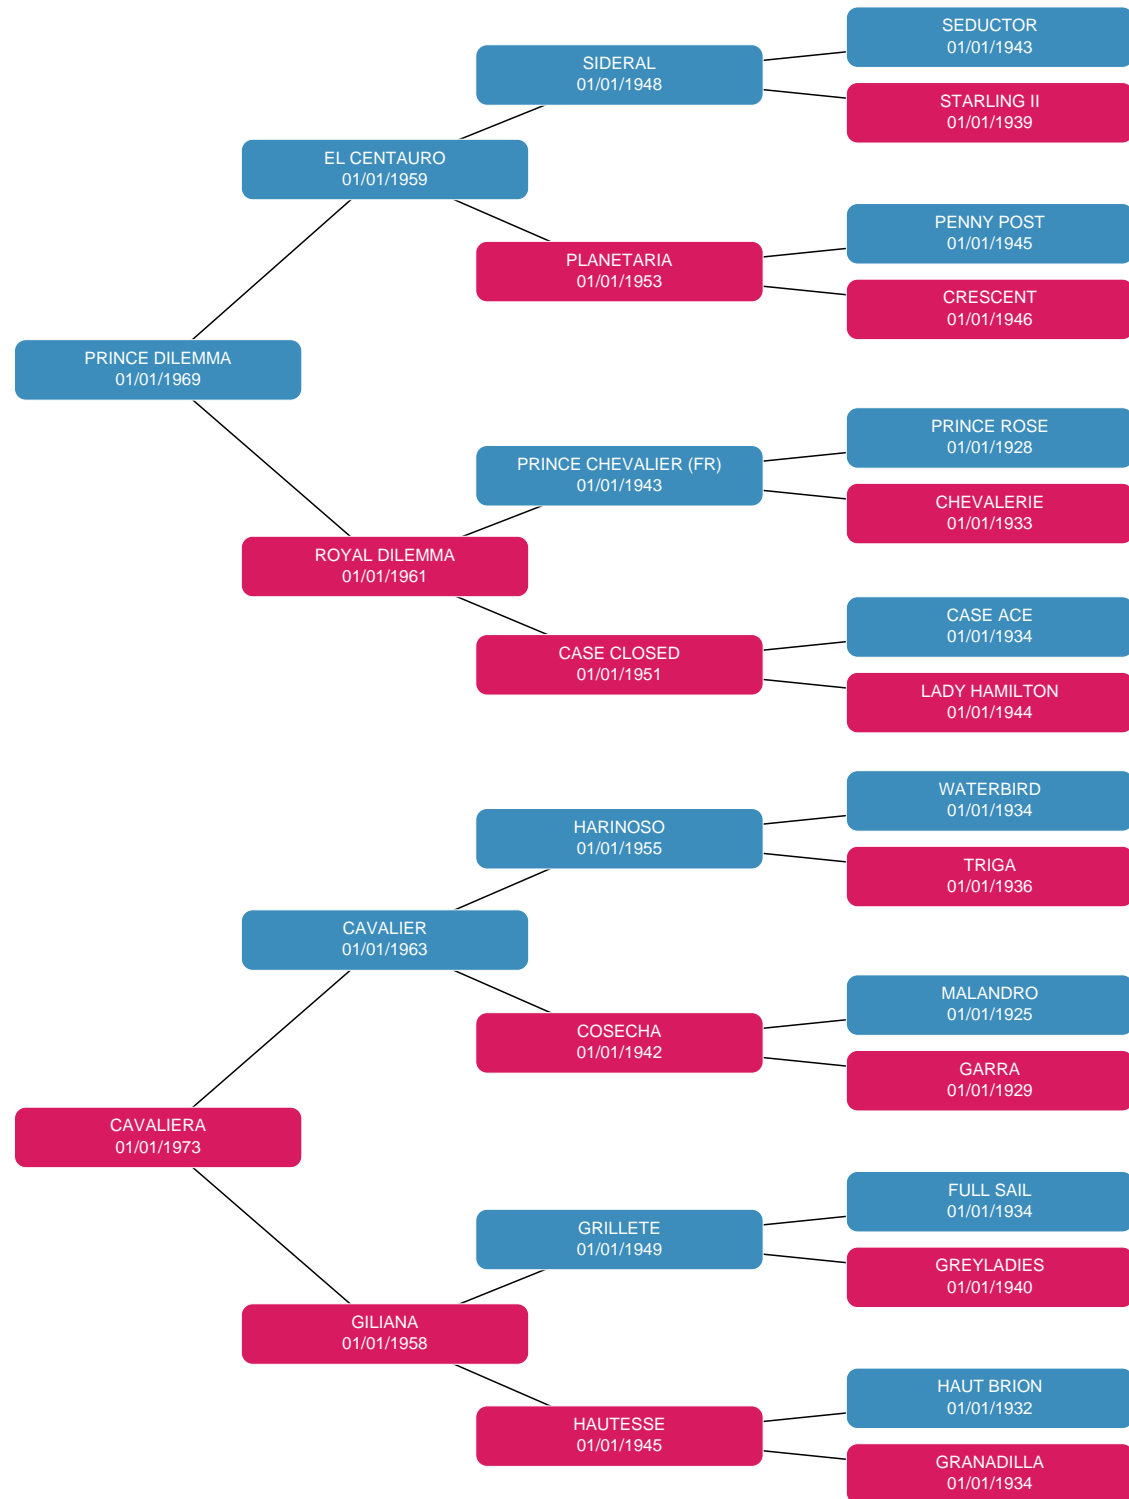 SEDUCTOR
01/01/1943
SIDERAL
01/01/1948
STARLING II
01/01/1939
EL CENTAURO
01/01/1959
PENNY POST
01/01/1945
PLANETARIA
01/01/1953
CRESCENT
01/01/1946
PRINCE DILEMMA
01/01/1969
PRINCE ROSE
01/01/1928
PRINCE CHEVALIER (FR)
01/01/1943
CHEVALERIE
01/01/1933
ROYAL DILEMMA
01/01/1961
CASE ACE
01/01/1934
CASE CLOSED
01/01/1951
LADY HAMILTON
01/01/1944
WATERBIRD
01/01/1934
HARINOSO
01/01/1955
TRIGA
01/01/1936
CAVALIER
01/01/1963
MALANDRO
01/01/1925
COSECHA
01/01/1942
GARRA
01/01/1929
CAVALIERA
01/01/1973
FULL SAIL
01/01/1934
GRILLETE
01/01/1949
GREYLADIES
01/01/1940
GILIANA
01/01/1958
HAUT BRION
01/01/1932
HAUTESSE
01/01/1945
GRANADILLA
01/01/1934